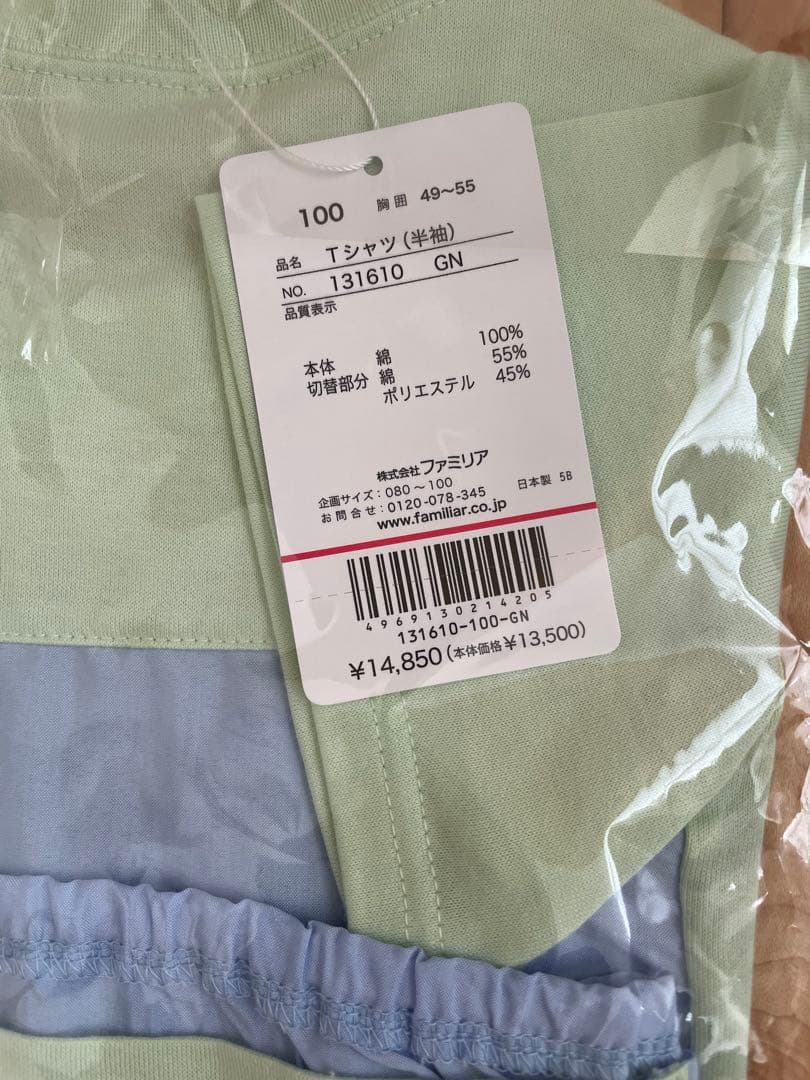 100 胸囲 49〜55
品名 Tシャツ(半袖)
NO. 131610 GN
品質表示
本体 綿 100%
切替部分 綿 55%
ポリエステル 45%
株式会社ファミリア
企画サイズ:080〜100
お問合せ:0120-078-345 日本製 5B
www.familiar.co.jp
4969130214205
131610-100-GN
¥14,850(本体価格¥13,500)